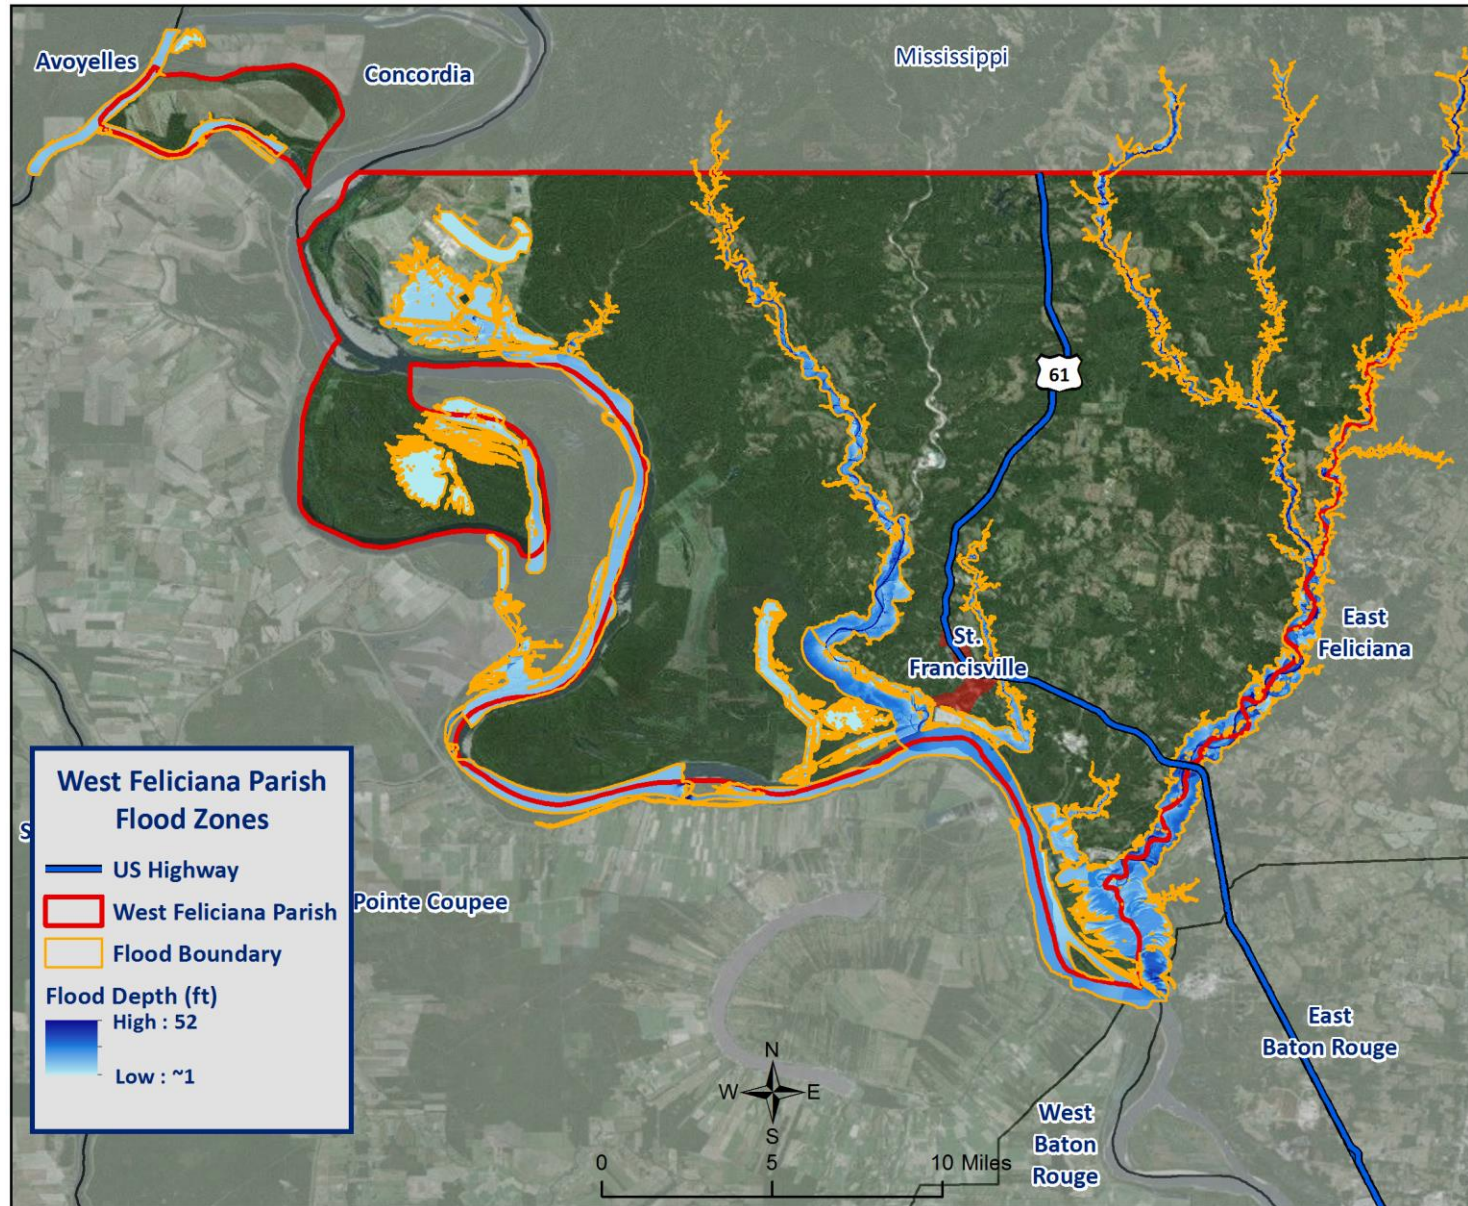 Avoyelles
Concordia
Mississippi
61
St.
Francisville
East
Feliciana
West Feliciana Parish
Flood Zones
US Highway
West Feliciana Parish
Flood Boundary
Flood Depth (ft)
High : 52
Low : ~1
S
Pointe Coupee
East
Baton Rouge
West
Baton
Rouge
N
W
E
S
0
5
10 Miles